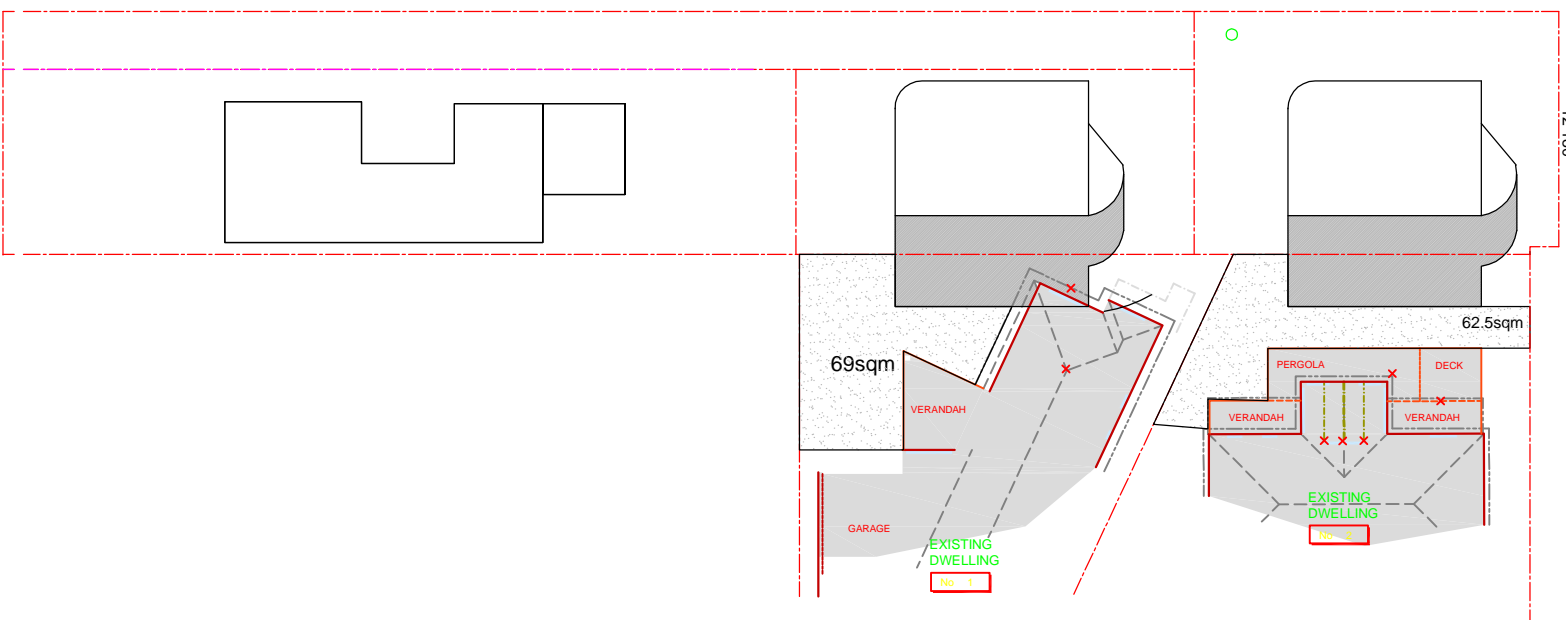 62.5sqm
69sqm
PERGOLA
DECK
VERANDAH
VERANDAH
VERANDAH
EXISTING
DWELLING
No 2
GARAGE
EXISTING
DWELLING
No 1